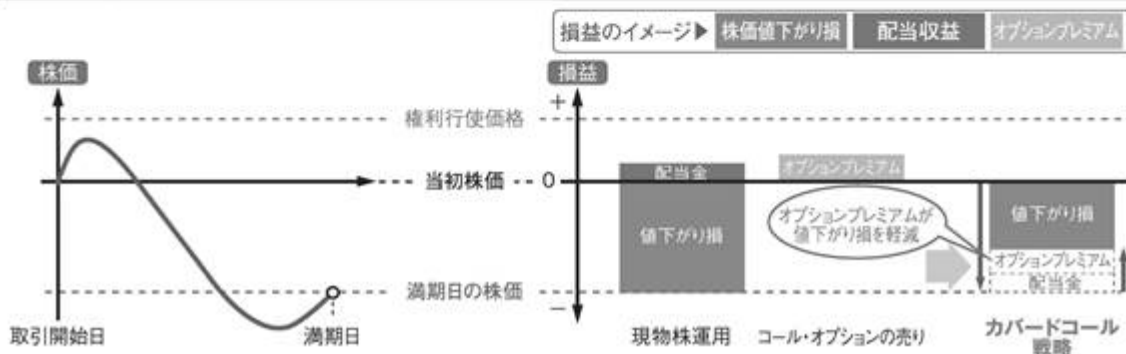 損益のイメージ▶ 株価値下がり損 配当収益 オプションプレミアム
株価
損益
+
権利行使価格
当初株価
0
配当金
値下がり損
オプションプレミアム
オプションプレミアムが
値下がり損を軽減
値下がり損
オプションプレミアム
配当金
満期日の株価
−
取引開始日
満期日
現物株運用
コール・オプションの売り
カバードコール
戦略